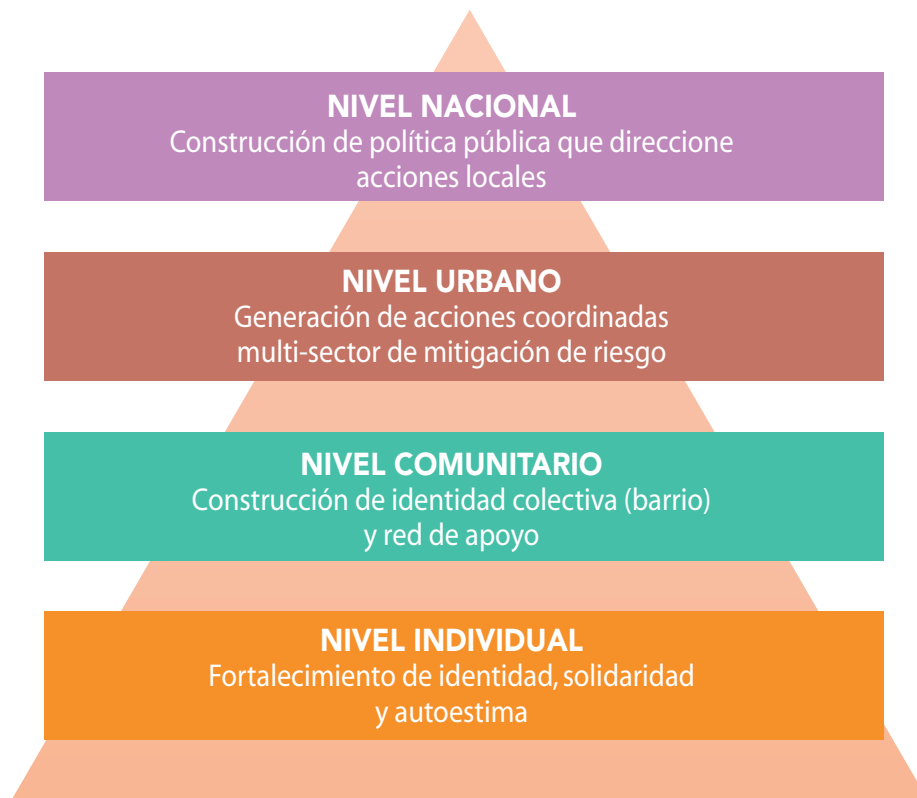 NIVEL NACIONAL
Construcción de política pública que direccione
acciones locales
NIVEL URBANO
Generación de acciones coordinadas
multi-sector de mitigación de riesgo
NIVEL COMUNITARIO
Construcción de identidad colectiva (barrio)
y red de apoyo
NIVEL INDIVIDUAL
Fortalecimiento de identidad, solidaridad
y autoestima